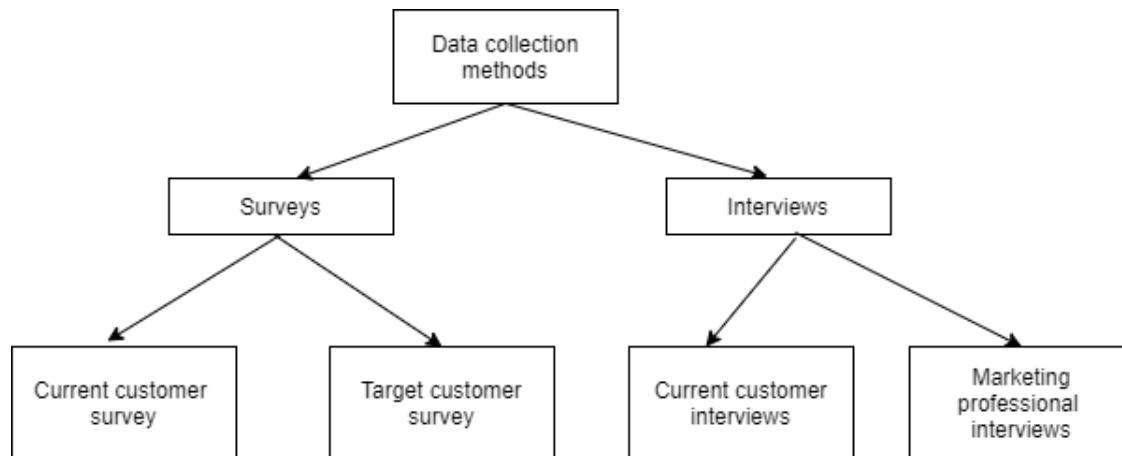 Data collection
methods
Surveys
Interviews
Current customer
survey
Target customer
survey
Current customer
interviews
Marketing
professional
interviews